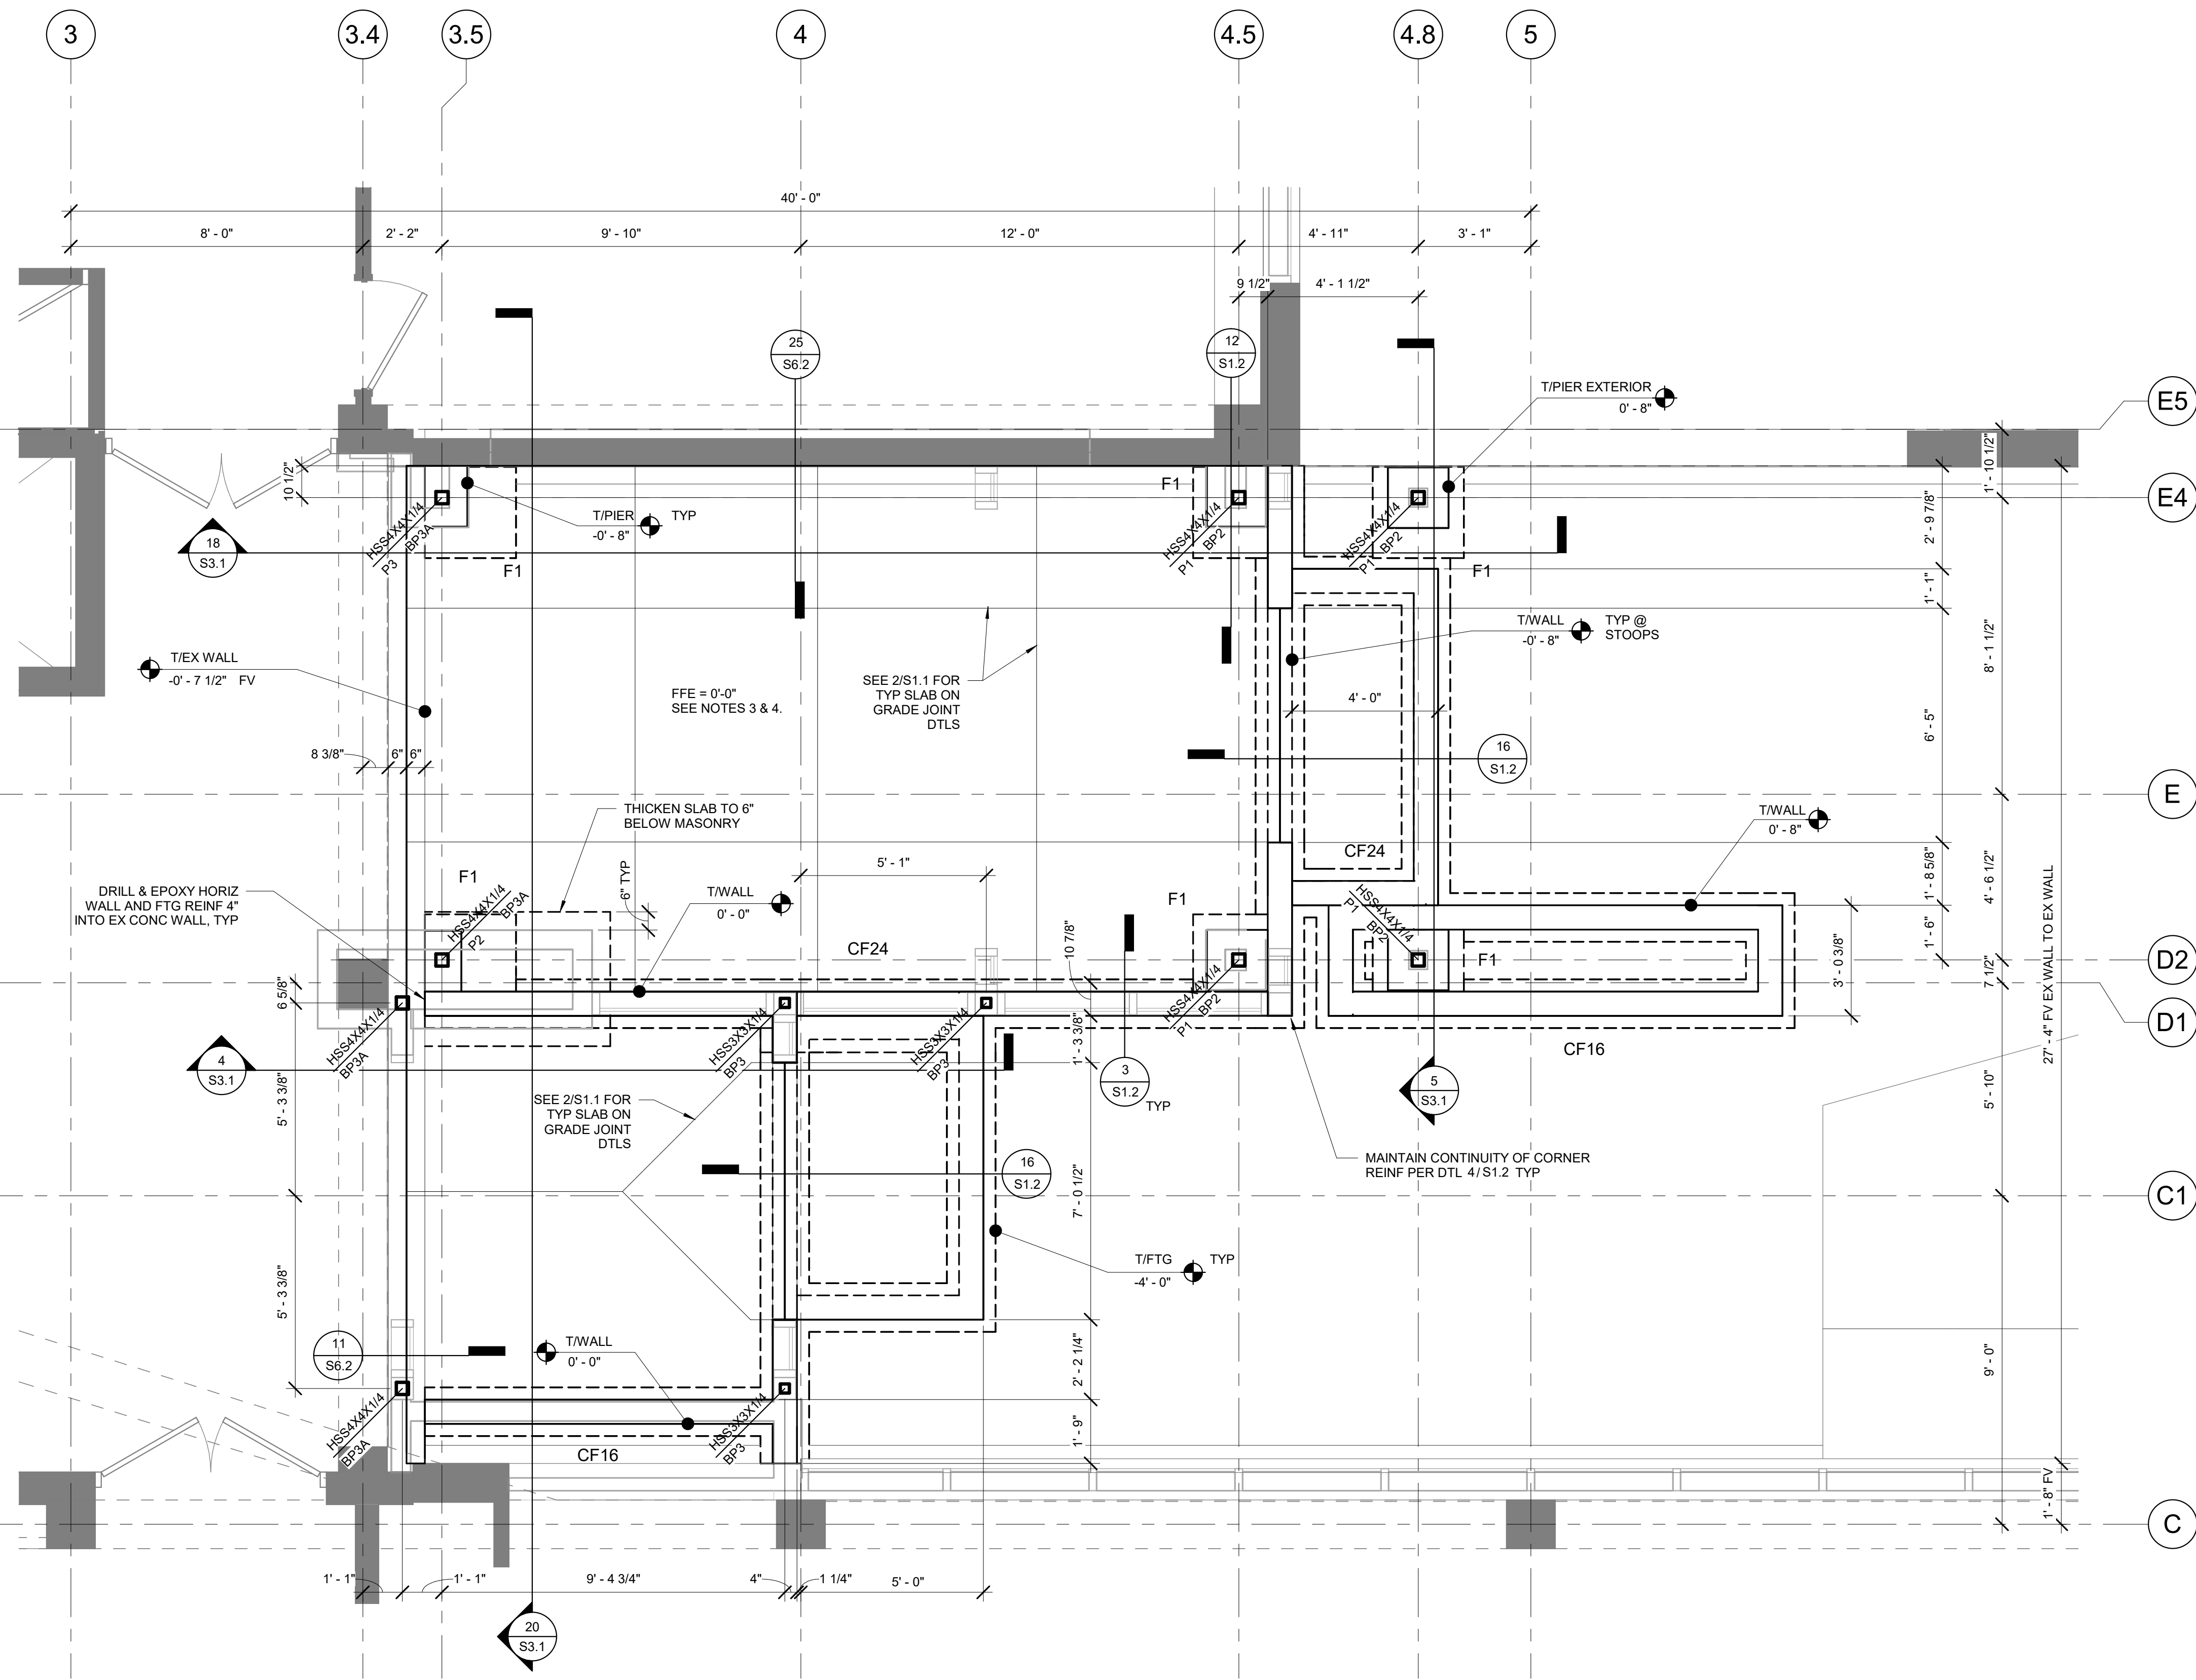 3
3.4
3.5
4
4.5
4.8
5
40' - 0"
8' - 0"
2' - 2"
9' - 10"
12' - 0"
4' - 11"
3' - 1"
9 1/2"
4' - 1 1/2"
25
S6.2
12
S1.2
T/PIER EXTERIOR
0' - 8"
E5
1' - 10 1/2"
10 1/2"
E4
F1
T/PIER TYP
-0' - 8"
HSS4X4X1/4
BP3A
P3
HSS4X4X1/4
BP2
P1
HSS4X4X1/4
BP2
P1
18
S3.1
F1
F1
2' - 9 7/8"
1' - 1"
T/WALL TYP @
-0' - 8" STOOPS
T/EX WALL
-0' - 7 1/2" FV
FFE = 0'-0"
SEE NOTES 3 & 4.
SEE 2/S1.1 FOR
TYP SLAB ON
GRADE JOINT
DTLS
8' - 1 1/2"
4' - 0"
6' - 5"
8 3/8"
6"
6"
16
S1.2
E
THICKEN SLAB TO 6"
BELOW MASONRY
T/WALL
0' - 8"
CF24
5' - 1"
6" TYP
F1
DRILL & EPOXY HORIZ
WALL AND FTG REINF 4"
INTO EX CONC WALL, TYP
HSS4X4X1/4
BP3A
P2
T/WALL
0' - 0"
F1
HSS4X4X1/4
P1
BP2
1' - 8 5/8"
4' - 6 1/2"
27' - 4" FV EX WALL TO EX WALL
CF24
10 7/8"
F1
1' - 6"
D2
3' - 0 3/8"
7 1/2"
6 5/8"
HSS4X4X1/4
P1
BP2
D1
HSS4X4X1/4
BP3A
HSS3X3X1/4
BP3
HSS3X3X1/4
BP3
1' - 3 3/8"
CF16
4
S3.1
3
S1.2
TYP
5
S3.1
5' - 10"
5' - 3 3/8"
SEE 2/S1.1 FOR
TYP SLAB ON
GRADE JOINT
DTLS
MAINTAIN CONTINUITY OF CORNER
REINF PER DTL 4/ S1.2 TYP
16
S1.2
7' - 0 1/2"
C1
T/FTG TYP
-4' - 0"
5' - 3 3/8"
11
S6.2
T/WALL
0' - 0"
2' - 2 1/4"
9' - 0"
HSS4X4X1/4
BP3A
HSS3X3X1/4
BP3
1' - 9"
CF16
1' - 8" FV
C
1' - 1"
1' - 1"
9' - 4 3/4"
4"
1 1/4"
5' - 0"
20
S3.1